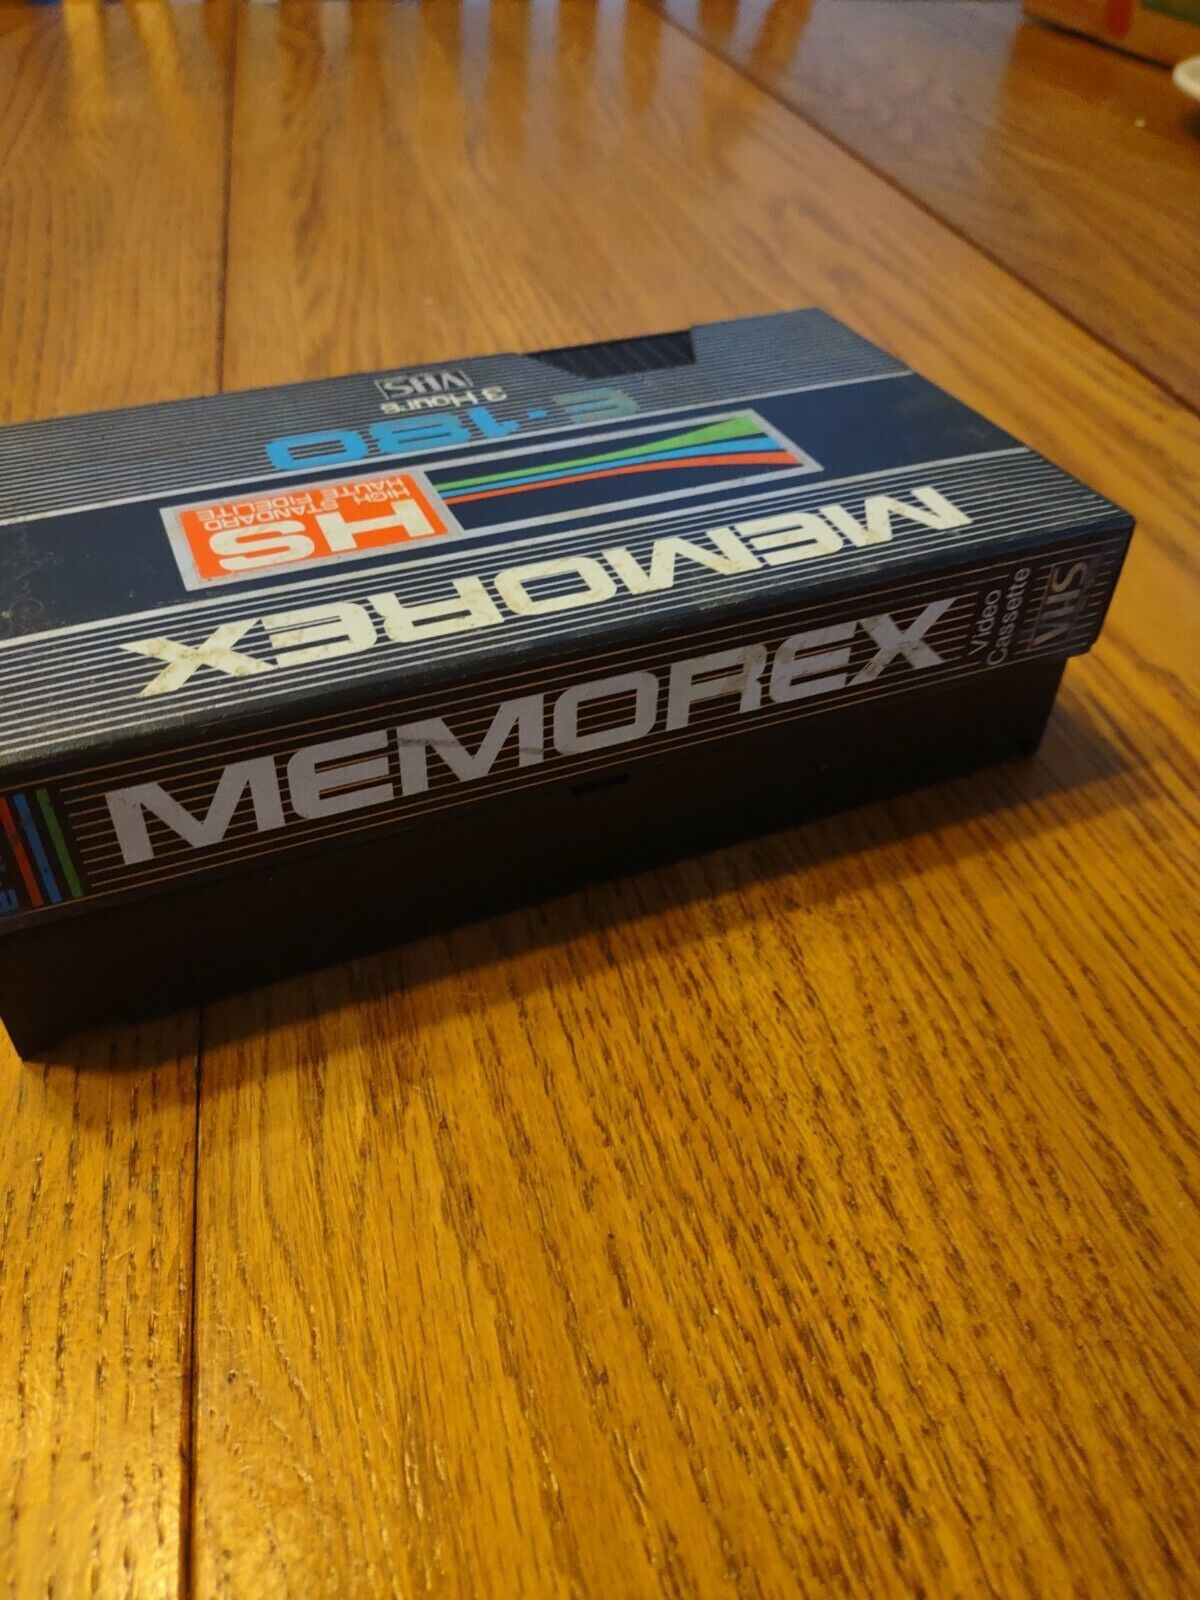 VHS
3 Hours
E-180
HS
HIGH
STANDARD
HAUTE FIDELITE
MEMOREX
MEMOREX
Video
Cassette
VHS